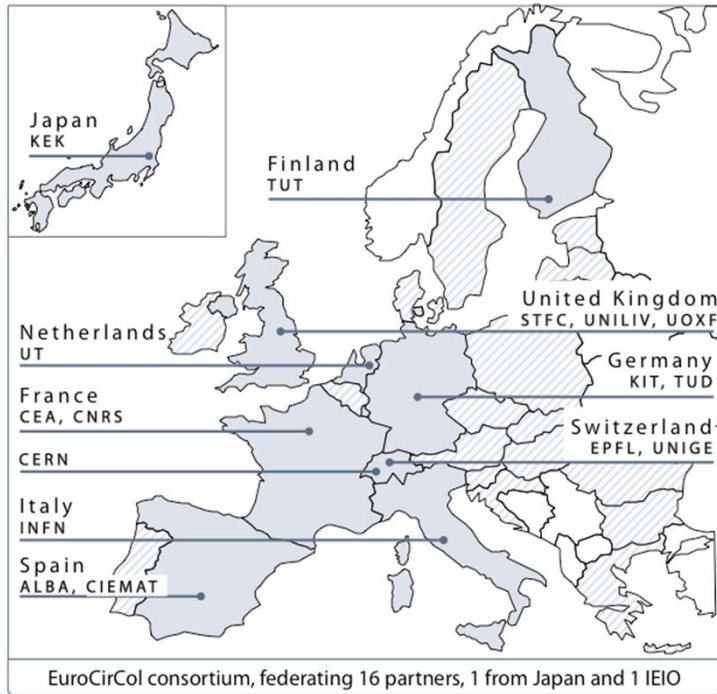 Japan
KEK
Finland
TUT
United Kingdom
STFC, UNILIV, UOXF
Netherlands
UT
Germany
KIT, TUD
France
CEA, CNRS
Switzerland
EPFL, UNIGE
CERN
Italy
INFN
Spain
ALBA, CIEMAT
EuroCirCol consortium, federating 16 partners, 1 from Japan and 1 IEIO